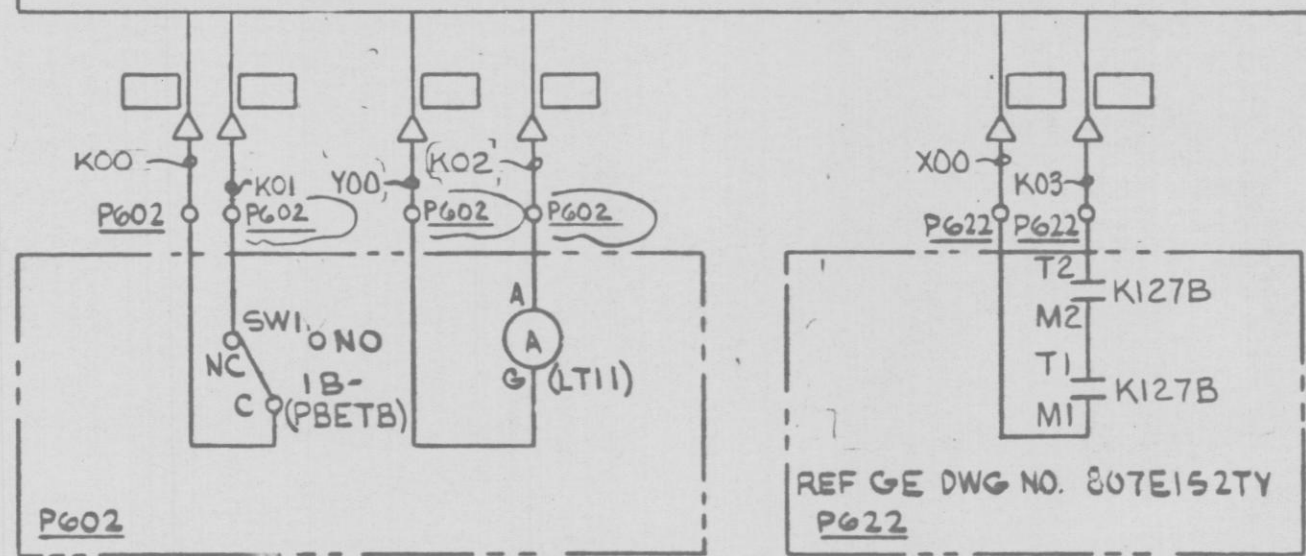 K00
K01
Y00
(K02)
X00
K03
P602
P602
P602
P602
P622
P622
SW1
NO
NC
C
1B-
(PBETB)
A
A
G
(LT11)
T2
K127B
M2
T1
K127B
M1
REF GE DWG NO. 807E152TY
P602
P622